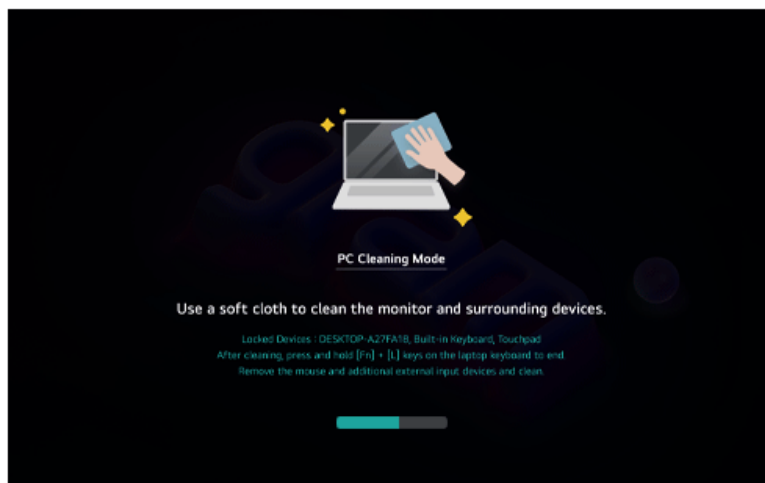 PC Cleaning Mode
Use a soft cloth to clean the monitor and surrounding devices.
Locked Devices : DESKTOP-A27FA1B, Built-in Keyboard, Touchpad
After cleaning, press and hold [Fn] + [L] keys on the laptop keyboard to end.
Remove the mouse and additional external input devices and clean.